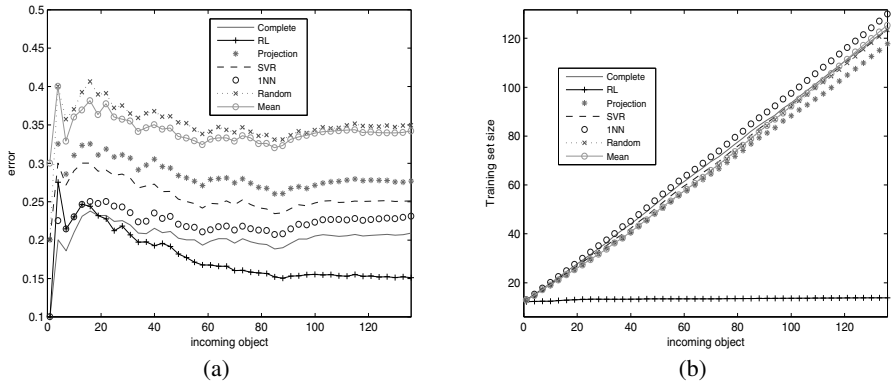 0.5
0.45
0.4
0.35
0.3
0.25
0.2
0.15
0.1
error
0 20 40 60 80 100 120
incoming object
Complete
RL
Projection
SVR
1NN
Random
Mean
(a)
120
100
80
60
40
20
Training set size
0 20 40 60 80 100 120
incoming object
Complete
RL
Projection
SVR
1NN
Random
Mean
(b)